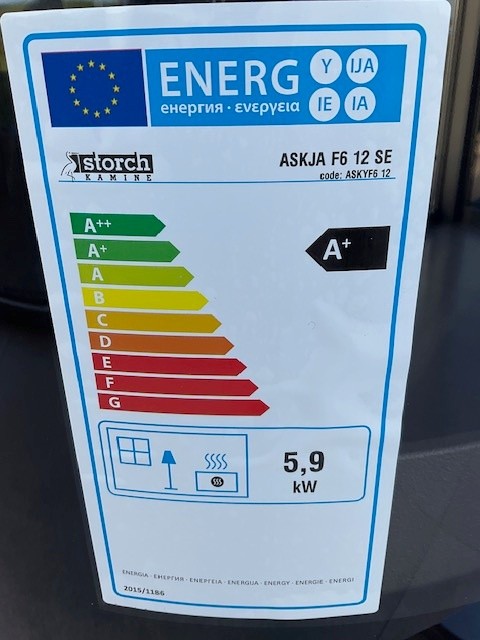 ENERG
Y IJA
енергия · ενεργεια
IE IA
storch
KAMINE
ASKJA F6 12 SE
code: ASKYF6 12
A++
A+
A+
A
B
C
D
E
F
G
5,9
kW
ENERGIA · ЕНЕРГИЯ · ΕΝΕΡΓΕΙΑ · ENERGIJA · ENERGY · ENERGIE · ENERGI
2015/1186